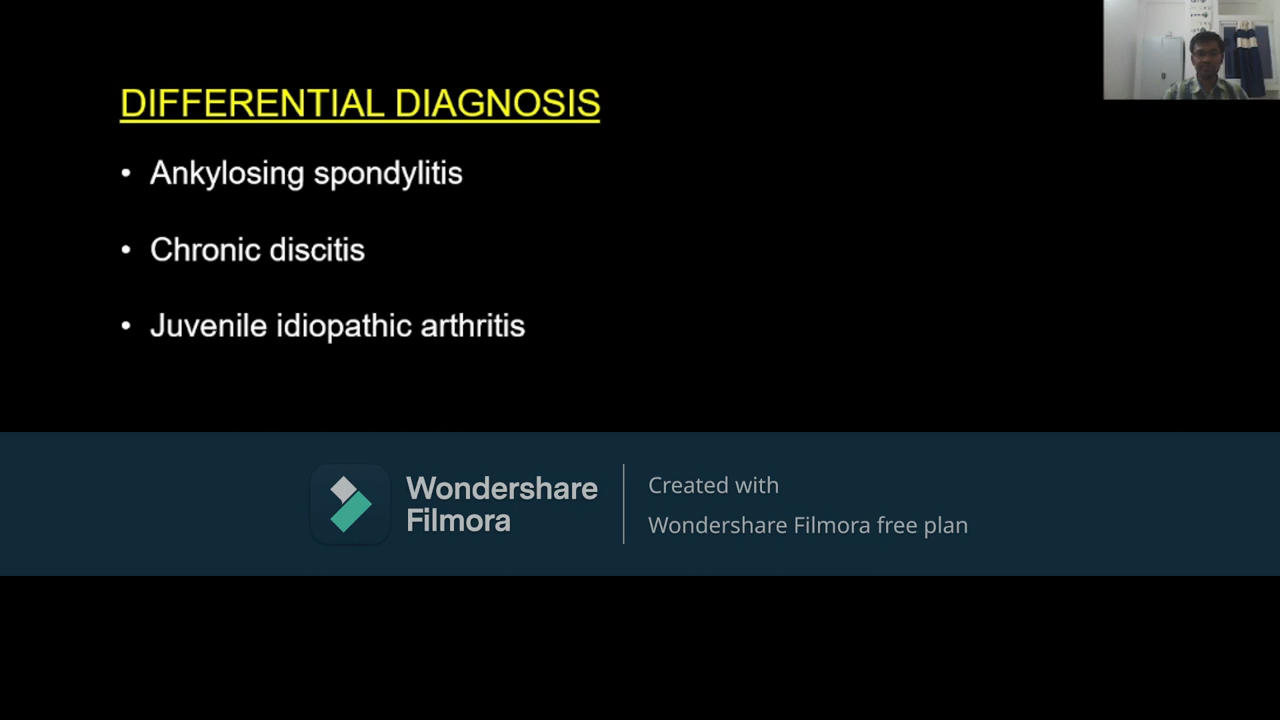 DIFFERENTIAL DIAGNOSIS
• Ankylosing spondylitis
• Chronic discitis
• Juvenile idiopathic arthritis
Wondershare
Filmora
Created with
Wondershare Filmora free plan